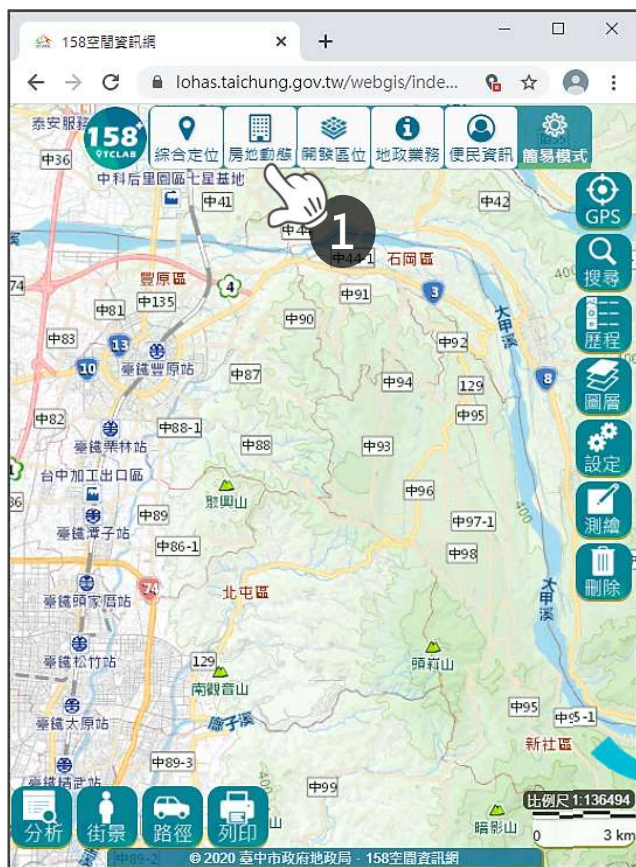 158空間資訊網
lohas.taichung.gov.tw/webgis/inde...
泰安服務
158+
TCLAB
綜合定位 房地動態 開發區位 地政業務 便民資訊 簡易模式
中36
中科后里園區七星基地
中41
中42
GPS
1
中44-1
石岡區
搜尋
豐原區
4
74
中135
中91
3
中81
中90
大甲溪
歷程
中83
13
中92
10
臺鐵豐原站
中87
中94
129
8
圖層
中82
中88-1
中95
臺鐵栗林站
中88
中93
設定
台中加工出口區
中96
聚興山
中89
中97-1
測繪
臺鐵潭子站
中86-1
中98
400
刪除
74
北屯區
臺鐵頭家厝站
大甲溪
臺鐵松竹站
129
頭嵙山
南觀音山
中95
臺鐵太原站
廍子溪
中95-1
新社區
中89-3
臺鐵精武站
中99
比例尺 1:136494
分析 街景 路徑 列印
暗影山
0 3 km
中89-2
© 2020 臺中市政府地政局 - 158空間資訊網